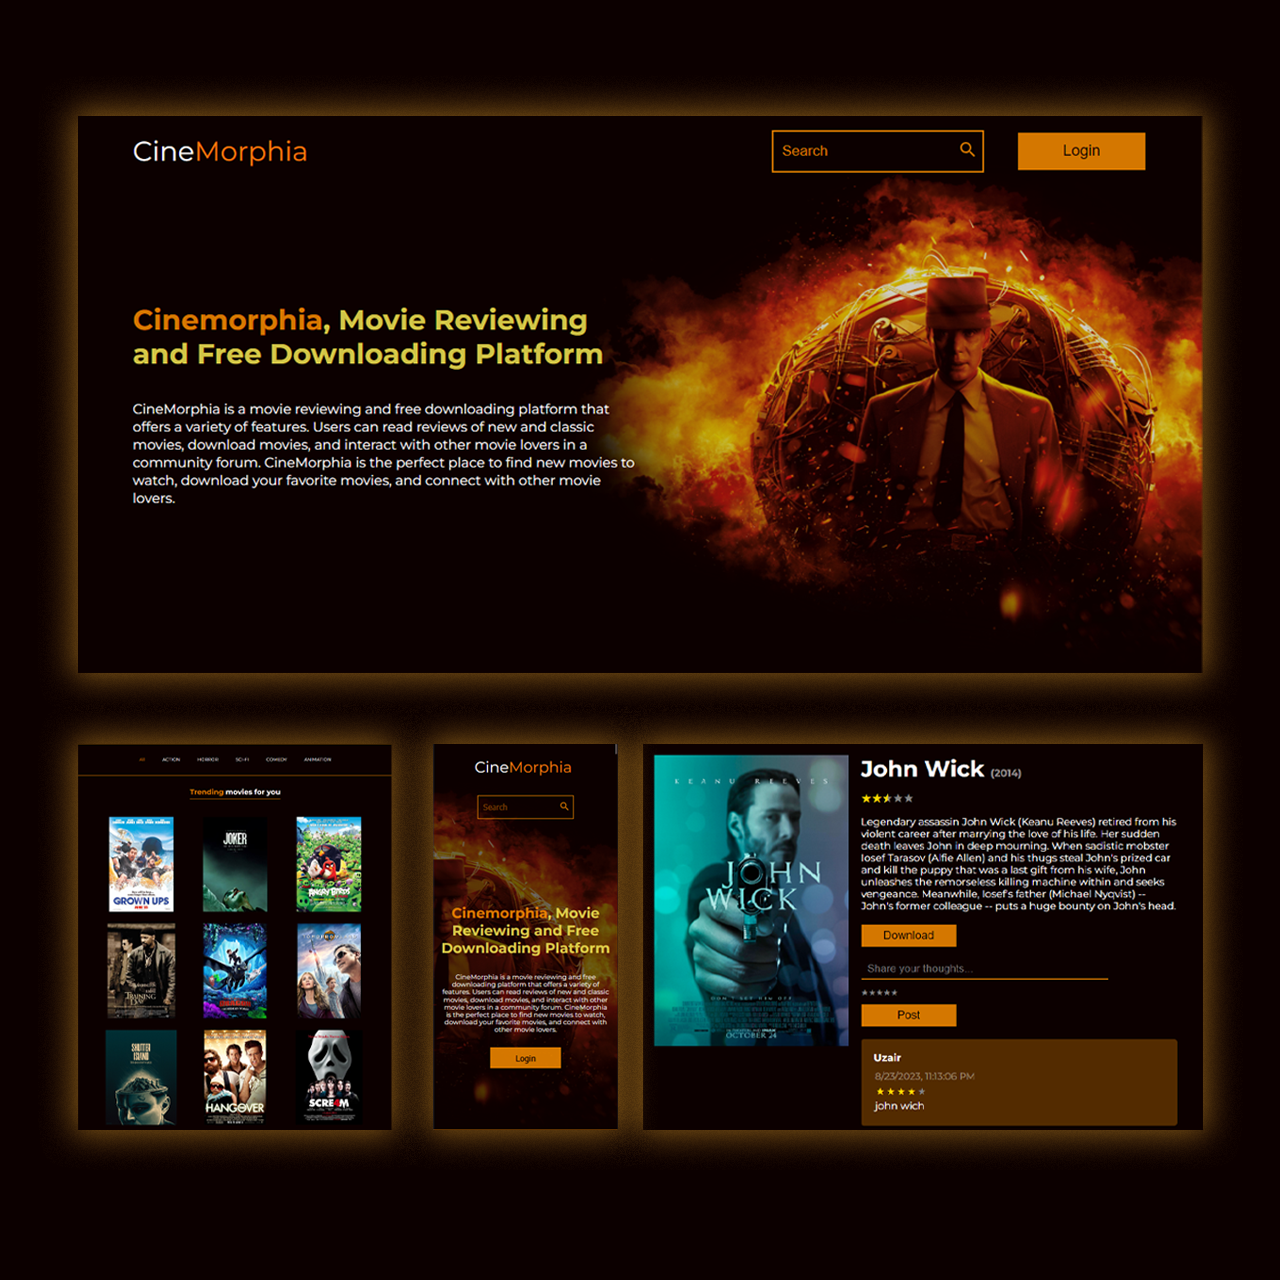 CineMorphia
Search
Login
Cinemorphia, Movie Reviewing
and Free Downloading Platform
CineMorphia is a movie reviewing and free downloading platform that
offers a variety of features. Users can read reviews of new and classic
movies, download movies, and interact with other movie lovers in a
community forum. CineMorphia is the perfect place to find new movies to
watch, download your favorite movies, and connect with other movie
lovers.
All ACTION HORROR SCI-FI COMEDY ANIMATION
Trending movies for you
GROWN UPS
JOKER
ANGRY BIRDS
TRAINING DAY
TOMORROWLAND
SHUTTER
ISLAND
HANGOVER
SCRE4M
CineMorphia
Search
Cinemorphia, Movie
Reviewing and Free
Downloading Platform
CineMorphia is a movie reviewing and free
downloading platform that offers a variety of
features. Users can read reviews of new and classic
movies, download movies, and interact with other
movie lovers in a community forum. CineMorphia
is the perfect place to find new movies to watch,
download your favorite movies, and connect with
other movie lovers.
Login
KEANU REEVES
JOHN
WICK
DON'T SET HIM OFF
OCTOBER 24
John Wick (2014)
Legendary assassin John Wick (Keanu Reeves) retired from his
violent career after marrying the love of his life. Her sudden
death leaves John in deep mourning. When sadistic mobster
Iosef Tarasov (Alfie Allen) and his thugs steal John's prized car
and kill the puppy that was a last gift from his wife, John
unleashes the remorseless killing machine within and seeks
vengeance. Meanwhile, Iosef's father (Michael Nyqvist) --
John's former colleague -- puts a huge bounty on John's head.
Download
Share your thoughts...
Post
Uzair
8/23/2023, 11:13:06 PM
john wich